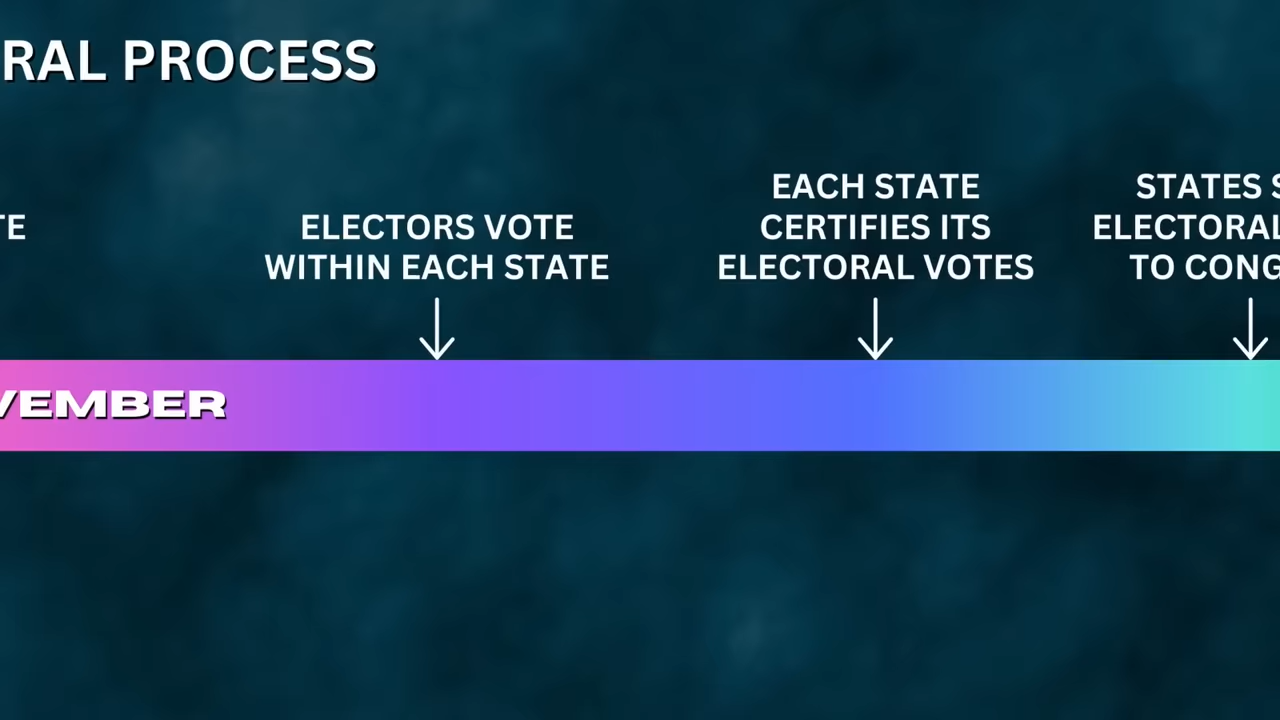 RAL PROCESS
TE
ELECTORS VOTE
WITHIN EACH STATE
EACH STATE
CERTIFIES ITS
ELECTORAL VOTES
STATES S
ELECTORAL
TO CONG
VEMBER